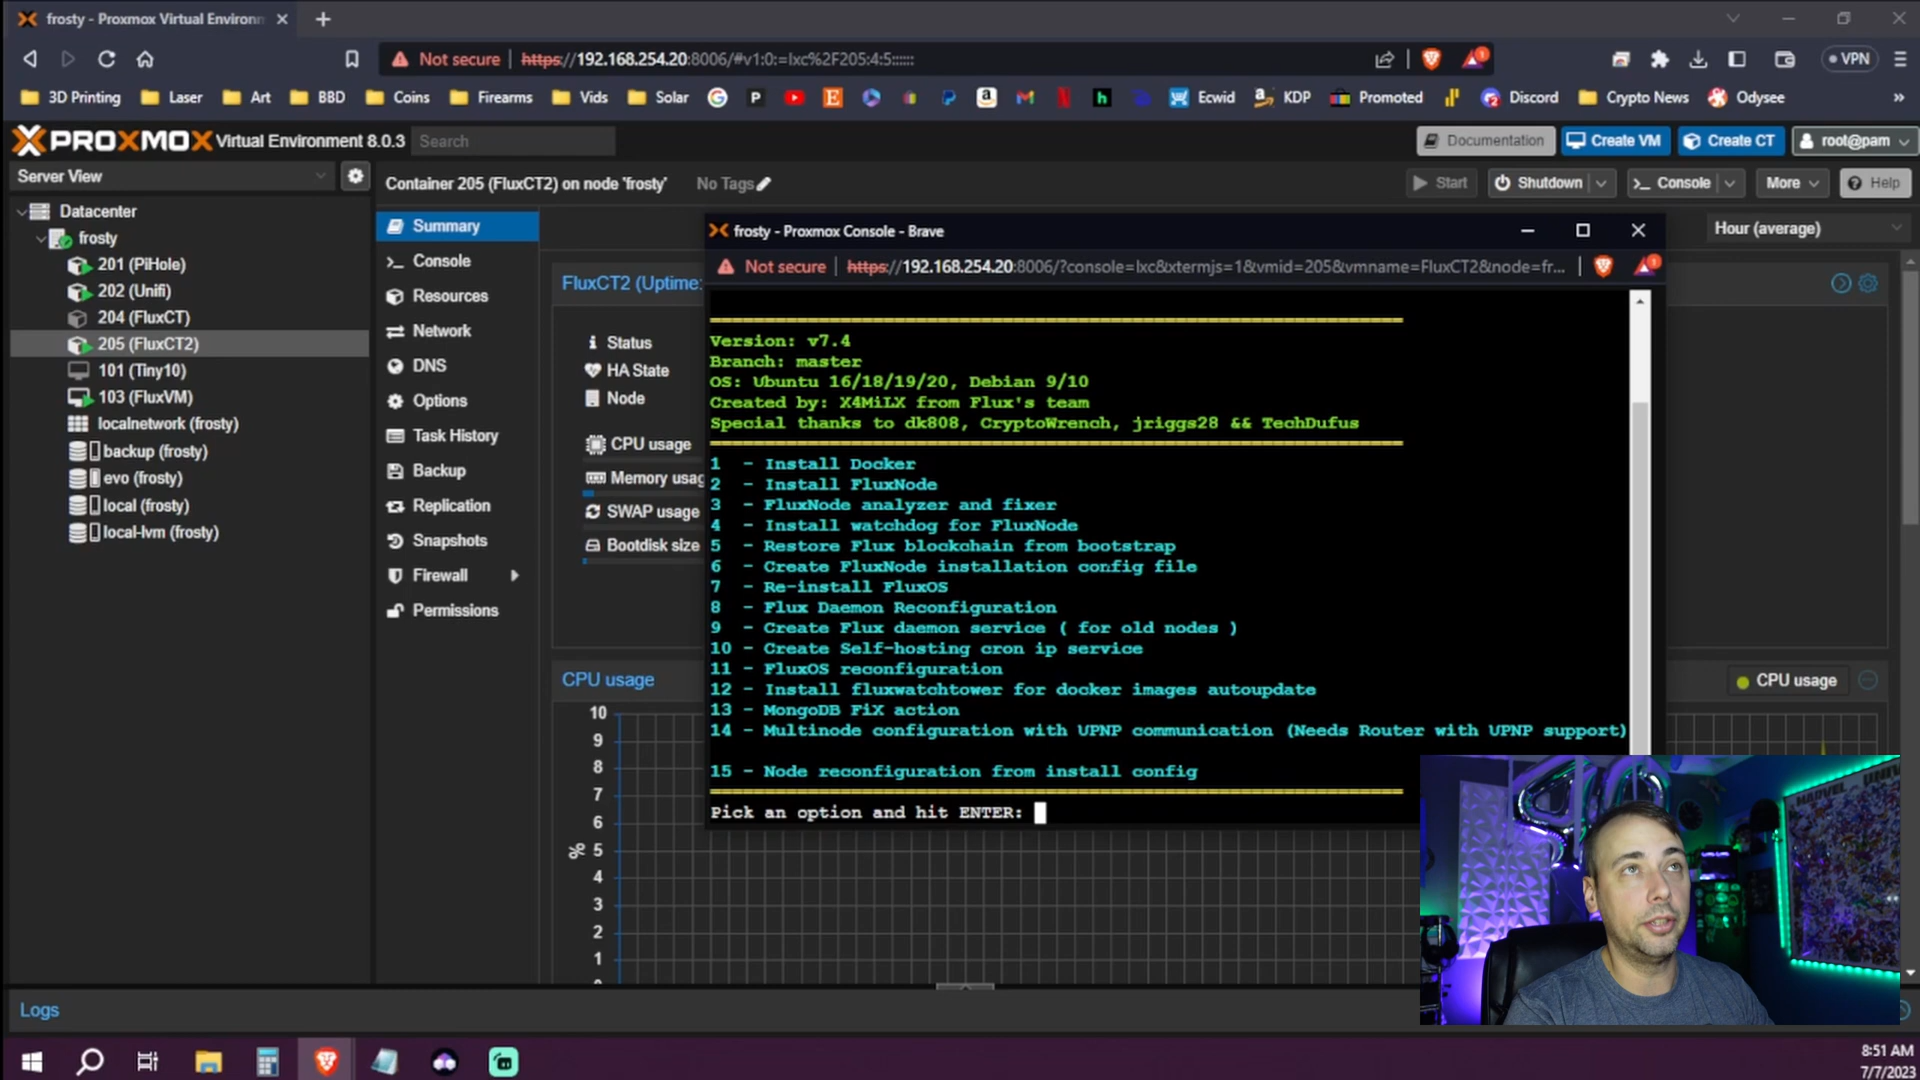 frosty - Proxmox Virtual Environm
Not secure
https://192.168.254.20:8006/#v1:0:=lxc%2F205:4:5::::::
VPN
3D Printing
Laser
Art
BBD
Coins
Firearms
Vids
Solar
Ecwid
KDP
Promoted
Discord
Crypto News
Odysee
PROXMOX Virtual Environment 8.0.3
Search
Documentation
Create VM
Create CT
root@pam
Server View
Container 205 (FluxCT2) on node 'frosty'
No Tags
Start
Shutdown
Console
More
Help
Datacenter
frosty
201 (PiHole)
202 (Unifi)
204 (FluxCT)
205 (FluxCT2)
101 (Tiny10)
103 (FluxVM)
localnetwork (frosty)
backup (frosty)
evo (frosty)
local (frosty)
local-lvm (frosty)
Summary
Console
Resources
Network
DNS
Options
Task History
Backup
Replication
Snapshots
Firewall
Permissions
Hour (average)
FluxCT2 (Uptime:
Status
HA State
Node
CPU usage
Memory usag
SWAP usage
Bootdisk size
frosty - Proxmox Console - Brave
Not secure
https://192.168.254.20:8006/?console=lxc&xtermjs=1&vmid=205&vmname=FluxCT2&node=fr...
Version: v7.4
Branch: master
OS: Ubuntu 16/18/19/20, Debian 9/10
Created by: X4MiLX from Flux's team
Special thanks to dk808, CryptoWrench, jriggs28 && TechDufus
1 - Install Docker
2 - Install FluxNode
3 - FluxNode analyzer and fixer
4 - Install watchdog for FluxNode
5 - Restore Flux blockchain from bootstrap
6 - Create FluxNode installation config file
7 - Re-install FluxOS
8 - Flux Daemon Reconfiguration
9 - Create Flux daemon service ( for old nodes )
10 - Create Self-hosting cron ip service
11 - FluxOS reconfiguration
12 - Install fluxwatchtower for docker images autoupdate
13 - MongoDB FiX action
14 - Multinode configuration with UPNP communication (Needs Router with UPNP support)
15 - Node reconfiguration from install config
Pick an option and hit ENTER:
CPU usage
CPU usage
10
9
8
7
6
5
4
3
2
1
%
MARVEL
Logs
8:51 AM
7/7/2023